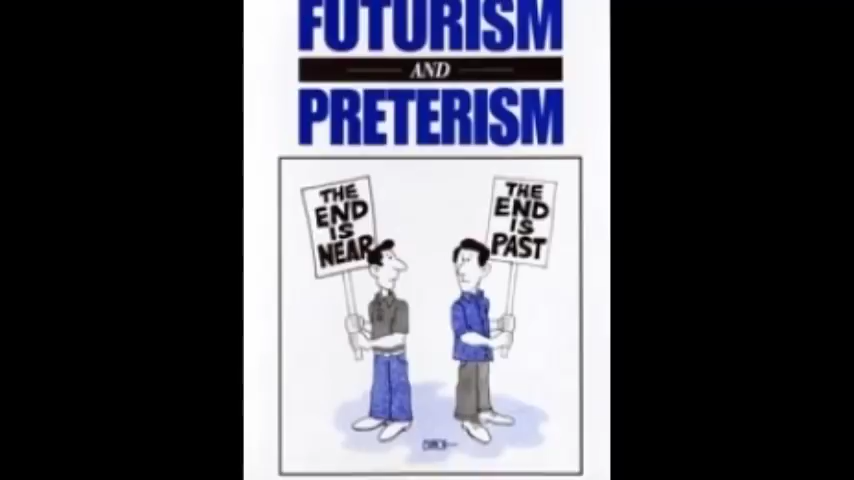 FUTURISM
AND
PRETERISM
THE
END
IS
NEAR
THE
END
IS
PAST